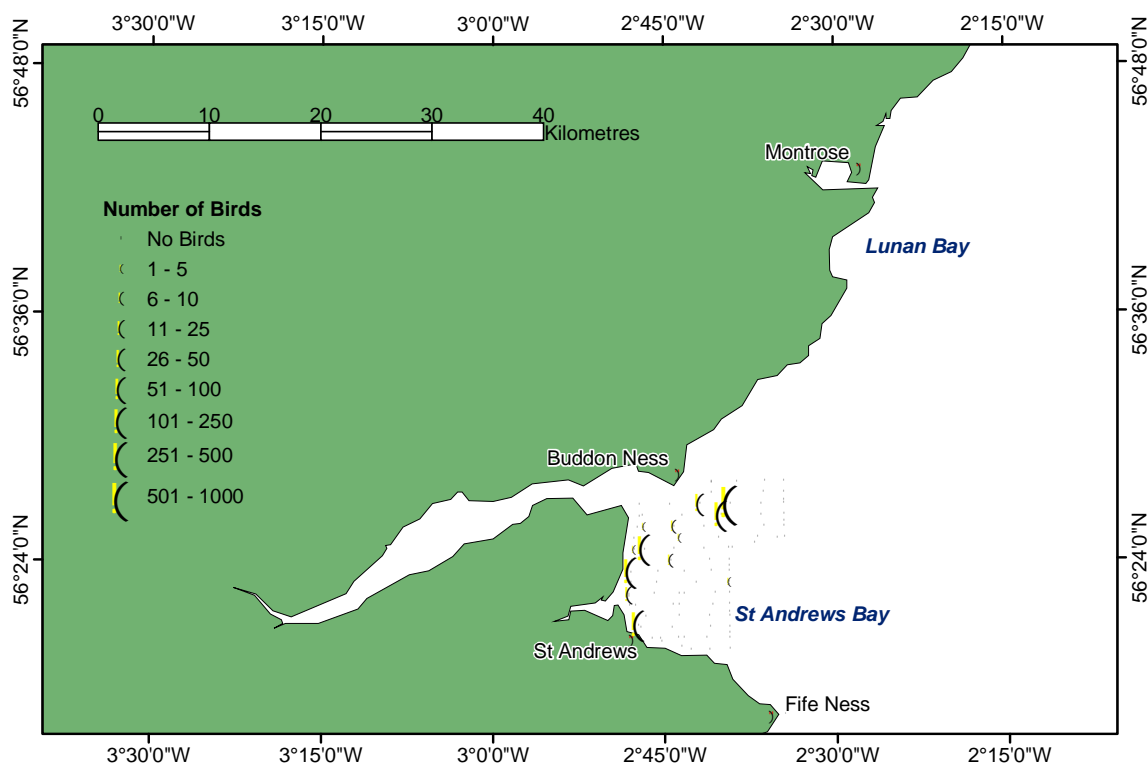 3°30'0"W 3°15'0"W 3°0'0"W 2°45'0"W 2°30'0"W 2°15'0"W
56°48'0"N 56°48'0"N
0 10 20 30 40
Kilometres
Montrose
Number of Birds
No Birds
Lunan Bay
1 - 5
6 - 10
56°36'0"N 56°36'0"N
11 - 25
26 - 50
51 - 100
101 - 250
251 - 500
Buddon Ness
501 - 1000
56°24'0"N 56°24'0"N
St Andrews Bay
St Andrews
Fife Ness
3°30'0"W 3°15'0"W 3°0'0"W 2°45'0"W 2°30'0"W 2°15'0"W